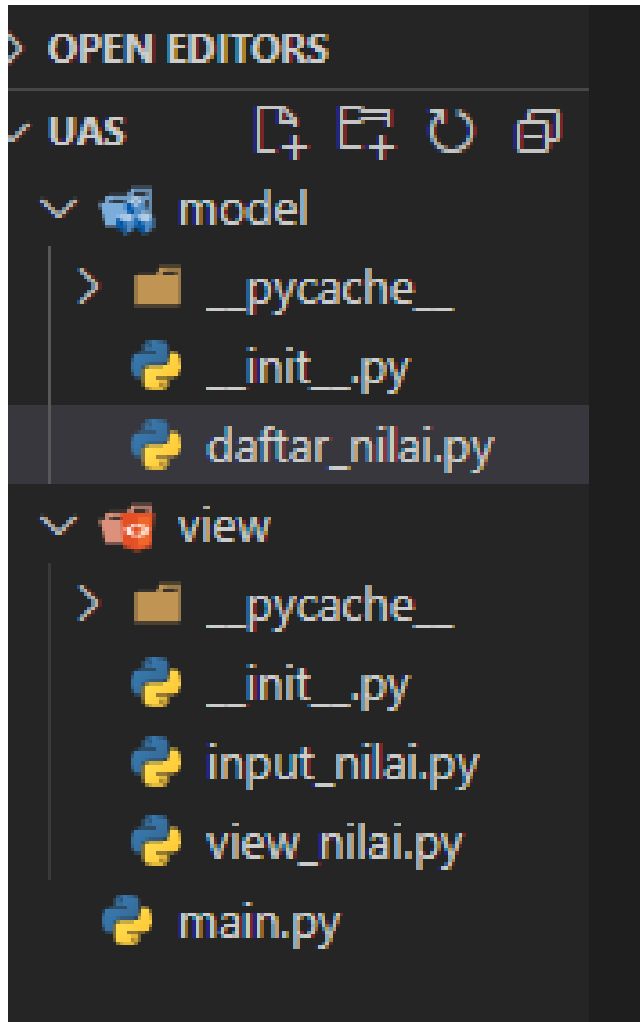 OPEN EDITORS
UAS
model
__pycache__
__init__.py
daftar_nilai.py
view
__pycache__
__init__.py
input_nilai.py
view_nilai.py
main.py